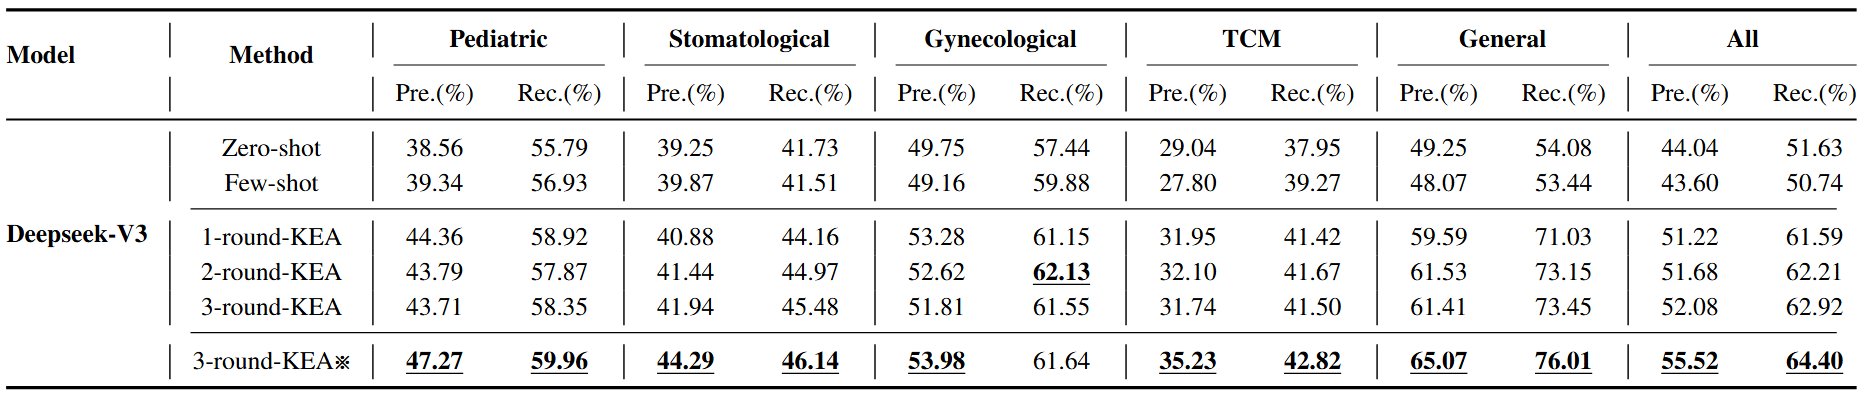 Model Method Pediatric Stomatological Gynecological TCM General All
Pre.(%) Rec.(%) Pre.(%) Rec.(%) Pre.(%) Rec.(%) Pre.(%) Rec.(%) Pre.(%) Rec.(%) Pre.(%) Rec.(%)
Zero-shot 38.56 55.79 39.25 41.73 49.75 57.44 29.04 37.95 49.25 54.08 44.04 51.63
Few-shot 39.34 56.93 39.87 41.51 49.16 59.88 27.80 39.27 48.07 53.44 43.60 50.74
Deepseek-V3 1-round-KEA 44.36 58.92 40.88 44.16 53.28 61.15 31.95 41.42 59.59 71.03 51.22 61.59
2-round-KEA 43.79 57.87 41.44 44.97 52.62 62.13 32.10 41.67 61.53 73.15 51.68 62.21
3-round-KEA 43.71 58.35 41.94 45.48 51.81 61.55 31.74 41.50 61.41 73.45 52.08 62.92
3-round-KEA※ 47.27 59.96 44.29 46.14 53.98 61.64 35.23 42.82 65.07 76.01 55.52 64.40